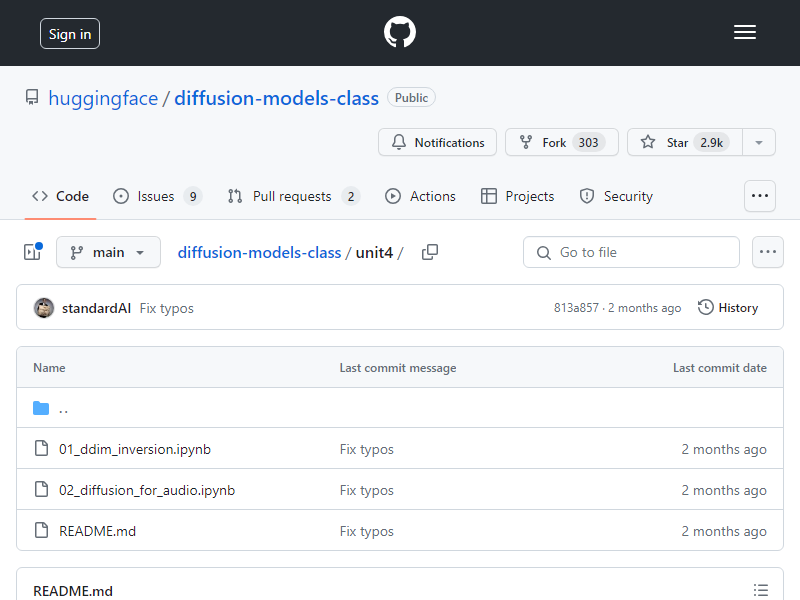 Sign in
huggingface / diffusion-models-class Public
Notifications Fork 303 Star 2.9k
Code Issues 9 Pull requests 2 Actions Projects Security
main diffusion-models-class / unit4 / Go to file
standardAI Fix typos 813a857 · 2 months ago History
Name Last commit message Last commit date
..
01_ddim_inversion.ipynb Fix typos 2 months ago
02_diffusion_for_audio.ipynb Fix typos 2 months ago
README.md Fix typos 2 months ago
README.md